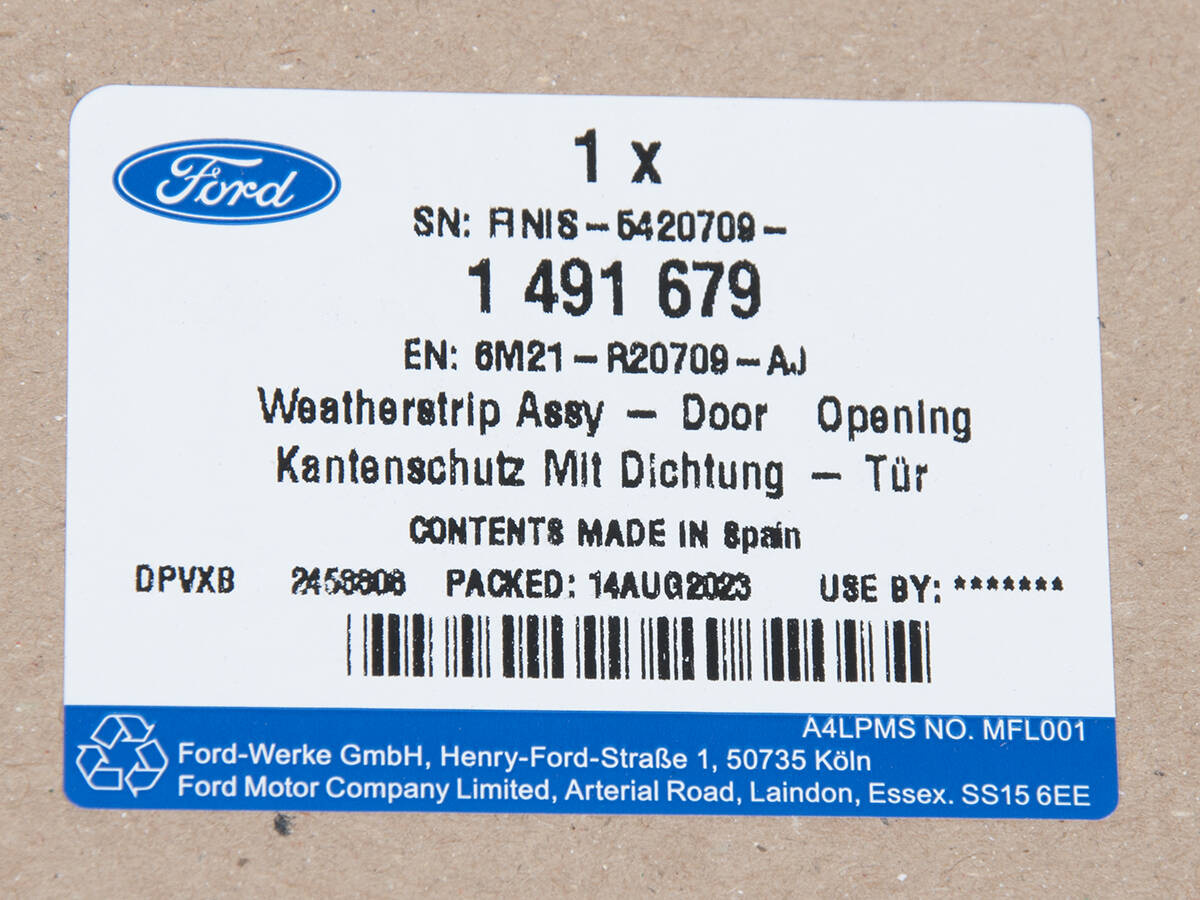 Ford
1 x
SN: FINIS-5420709-
1 491 679
EN: 6M21-R20709-AJ
Weatherstrip Assy - Door Opening
Kantenschutz Mit Dichtung - Tür
CONTENTS MADE IN Spain
DPVXB PACKED: 14AUG2023 USE BY: *******
A4LPMS NO. MFL001
Ford-Werke GmbH, Henry-Ford-Straße 1, 50735 Köln
Ford Motor Company Limited, Arterial Road, Laindon, Essex. SS15 6EE